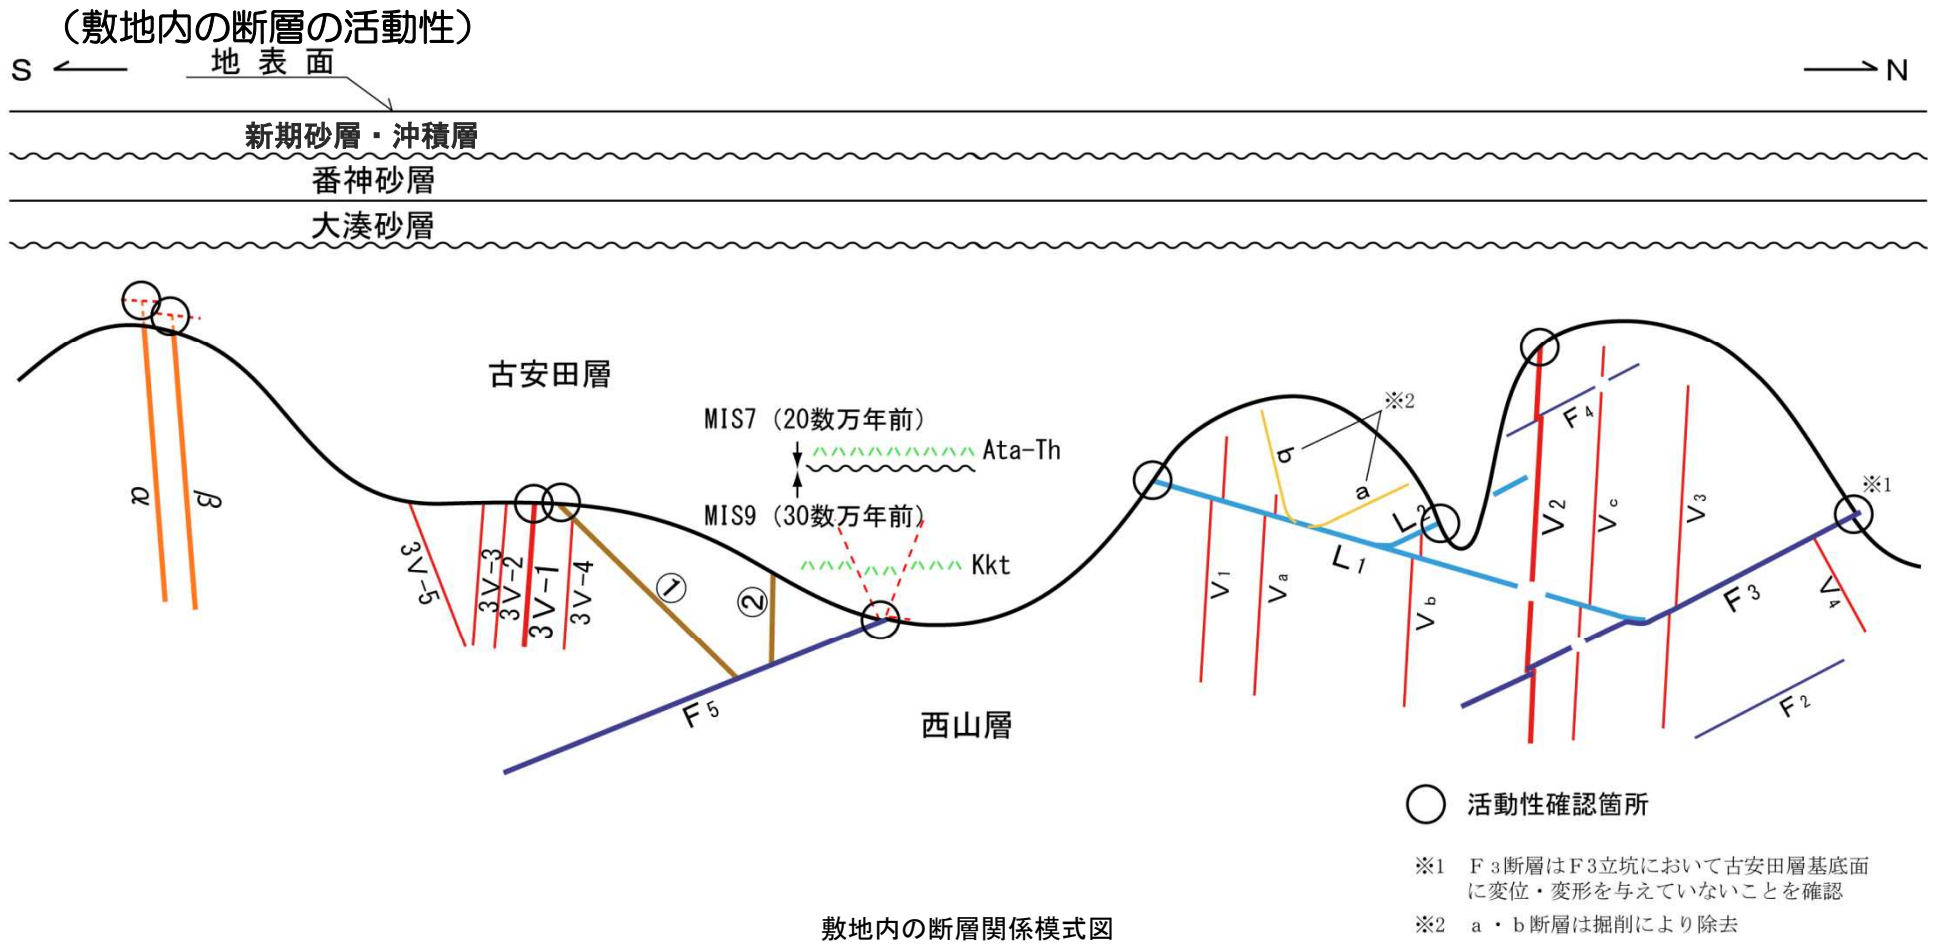 （敷地内の断層の活動性）
S
地表面
N
新期砂層・沖積層
番神砂層
大湊砂層
古安田層
MIS7（20数万年前）
Ata-Th
MIS9（30数万年前）
Kkt
α
β
3V-5
3V-3
3V-2
3V-1
3V-4
①
②
F5
西山層
※2
b
a
L2
L1
V1
Va
Vb
F4
V2
Vc
V3
※1
F3
V4
F2
活動性確認箇所
※1 F3断層はF3立坑において古安田層基底面
に変位・変形を与えていないことを確認
※2 a・b断層は掘削により除去
敷地内の断層関係模式図